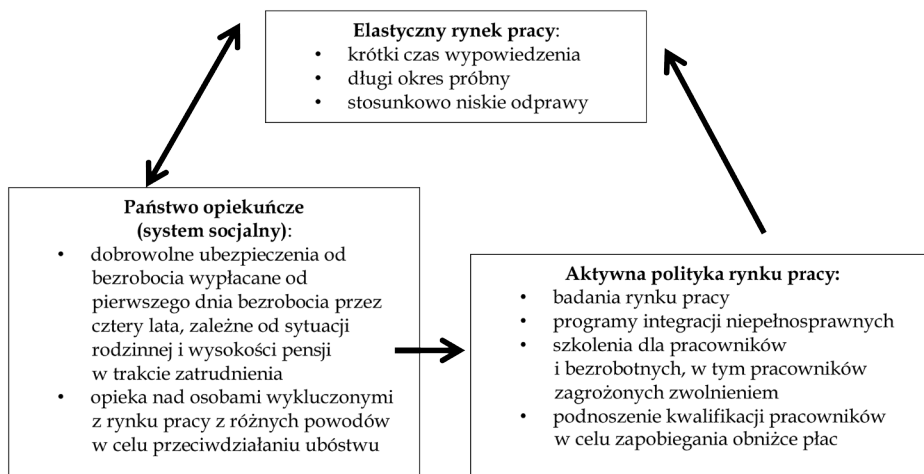 Elastyczny rynek pracy:
• krótki czas wypowiedzenia
• długi okres próbny
• stosunkowo niskie odprawy
Państwo opiekuńcze
(system socjalny):
• dobrowolne ubezpieczenia od
bezrobocia wypłacane od
pierwszego dnia bezrobocia przez
cztery lata, zależne od sytuacji
rodzinnej i wysokości pensji
w trakcie zatrudnienia
• opieka nad osobami wykluczonymi
z rynku pracy z różnych powodów
w celu przeciwdziałaniu ubóstwu
Aktywna polityka rynku pracy:
• badania rynku pracy
• programy integracji niepełnosprawnych
• szkolenia dla pracowników
i bezrobotnych, w tym pracowników
zagrożonych zwolnieniem
• podnoszenie kwalifikacji pracowników
w celu zapobiegania obniżce płac